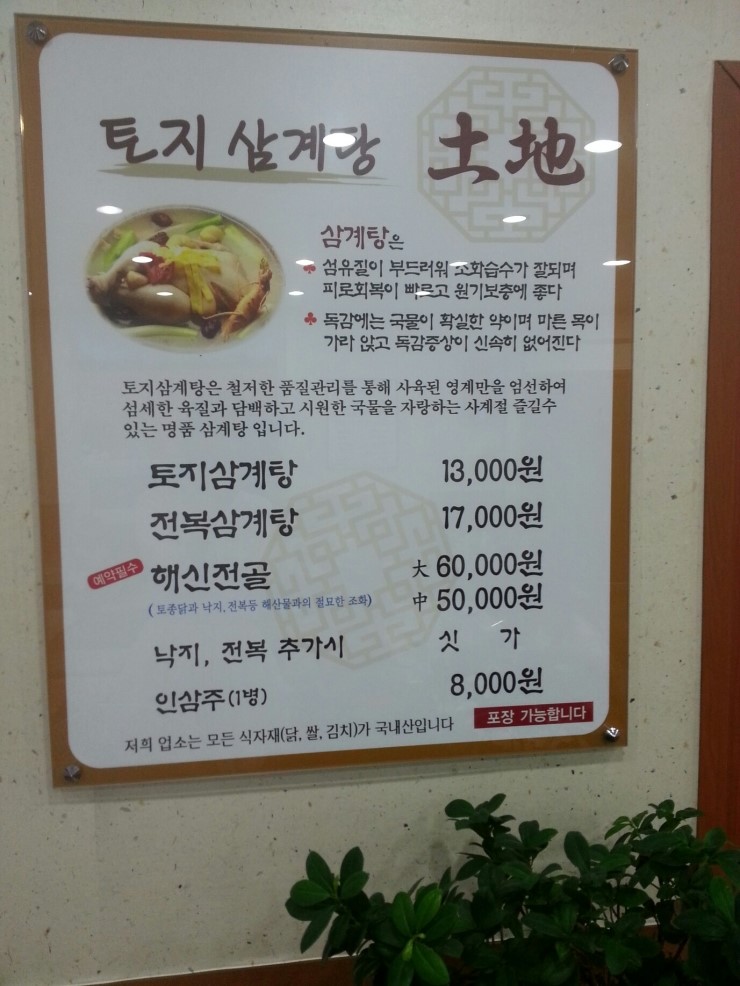 토지 삼계탕 土地
삼계탕은
♣ 섬유질이 부드러워 소화습수가 잘되며
피로회복이 빠르고 원기보충에 좋다
♣ 독감에는 국물이 확실한 약이며 마른 목이
가라 앉고 독감증상이 신속히 없어진다
토지삼계탕은 철저한 품질관리를 통해 사육된 영계만을 엄선하여
섬세한 육질과 담백하고 시원한 국물을 자랑하는 사계절 즐길수
있는 명품 삼계탕 입니다.
토지삼계탕 13,000원
전복삼계탕 17,000원
예약필수 해신전골 大 60,000원
(토종닭과 낙지,전복등 해산물과의 절묘한 조화) 中 50,000원
낙지, 전복 추가시 싯 가
인삼주(1병) 8,000원
포장 가능합니다
저희 업소는 모든 식자재(닭, 쌀, 김치)가 국내산입니다